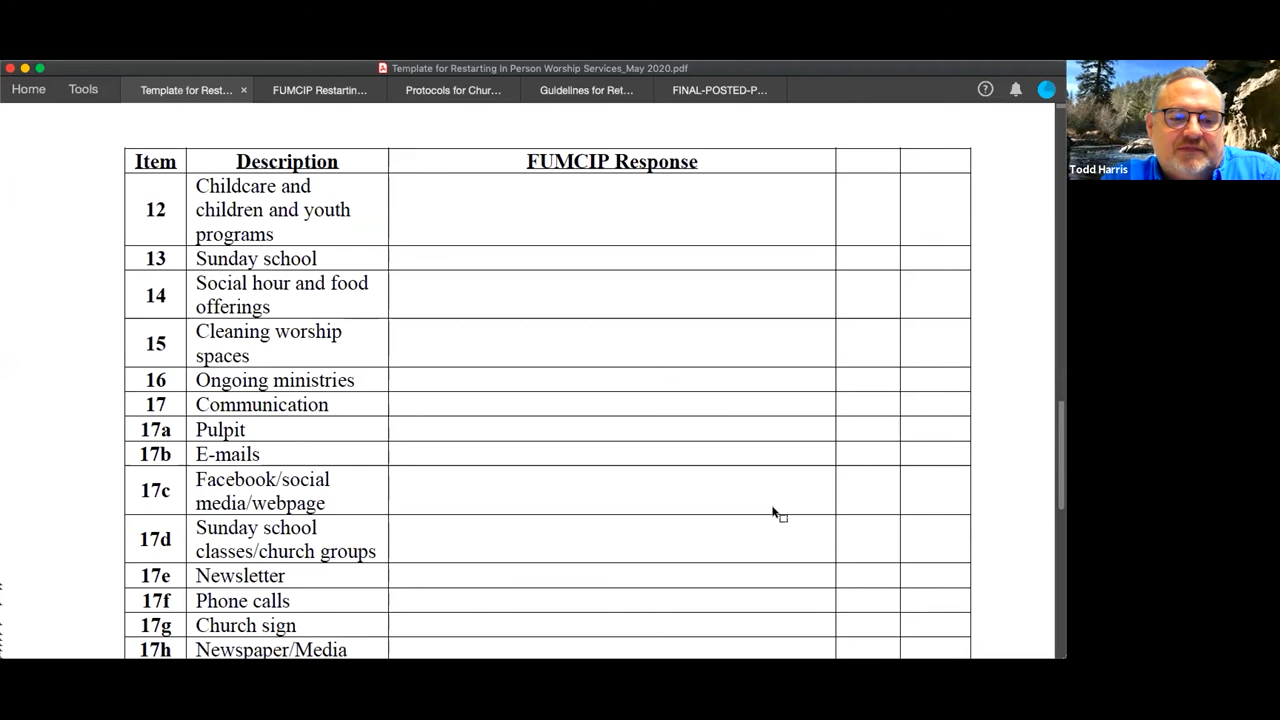 Template for Restarting In Person Worship Services_May 2020.pdf
Home
Tools
Template for Rest...
×
FUMCIP Restartin...
Protocols for Chur...
Guidelines for Ret...
FINAL-POSTED-P...
Todd Harris
Item Description FUMCIP Response
12 Childcare and
children and youth
programs
13 Sunday school
14 Social hour and food
offerings
15 Cleaning worship
spaces
16 Ongoing ministries
17 Communication
17a Pulpit
17b E-mails
17c Facebook/social
media/webpage
17d Sunday school
classes/church groups
17e Newsletter
17f Phone calls
17g Church sign
17h Newspaper/Media